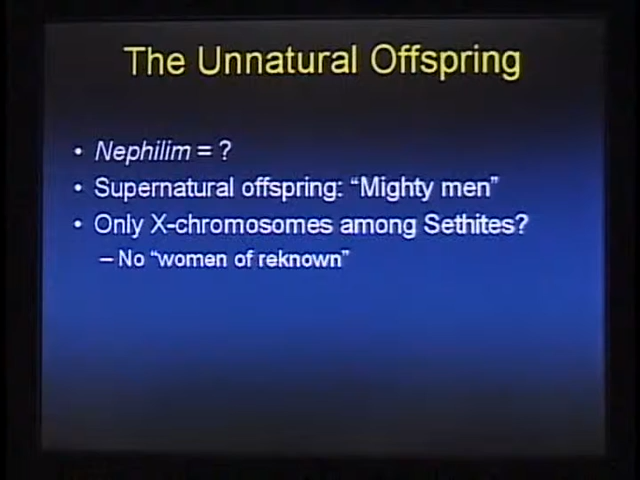 The Unnatural Offspring
• Nephilim = ?
• Supernatural offspring: “Mighty men”
• Only X-chromosomes among Sethites?
– No “women of reknown”